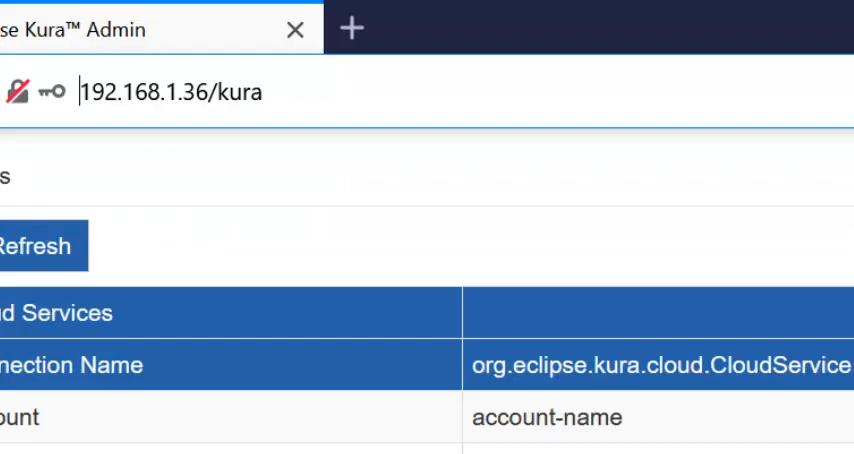 se Kura™ Admin
192.168.1.36/kura
s
Refresh
d Services
nection Name org.eclipse.kura.cloud.CloudService
ount account-name